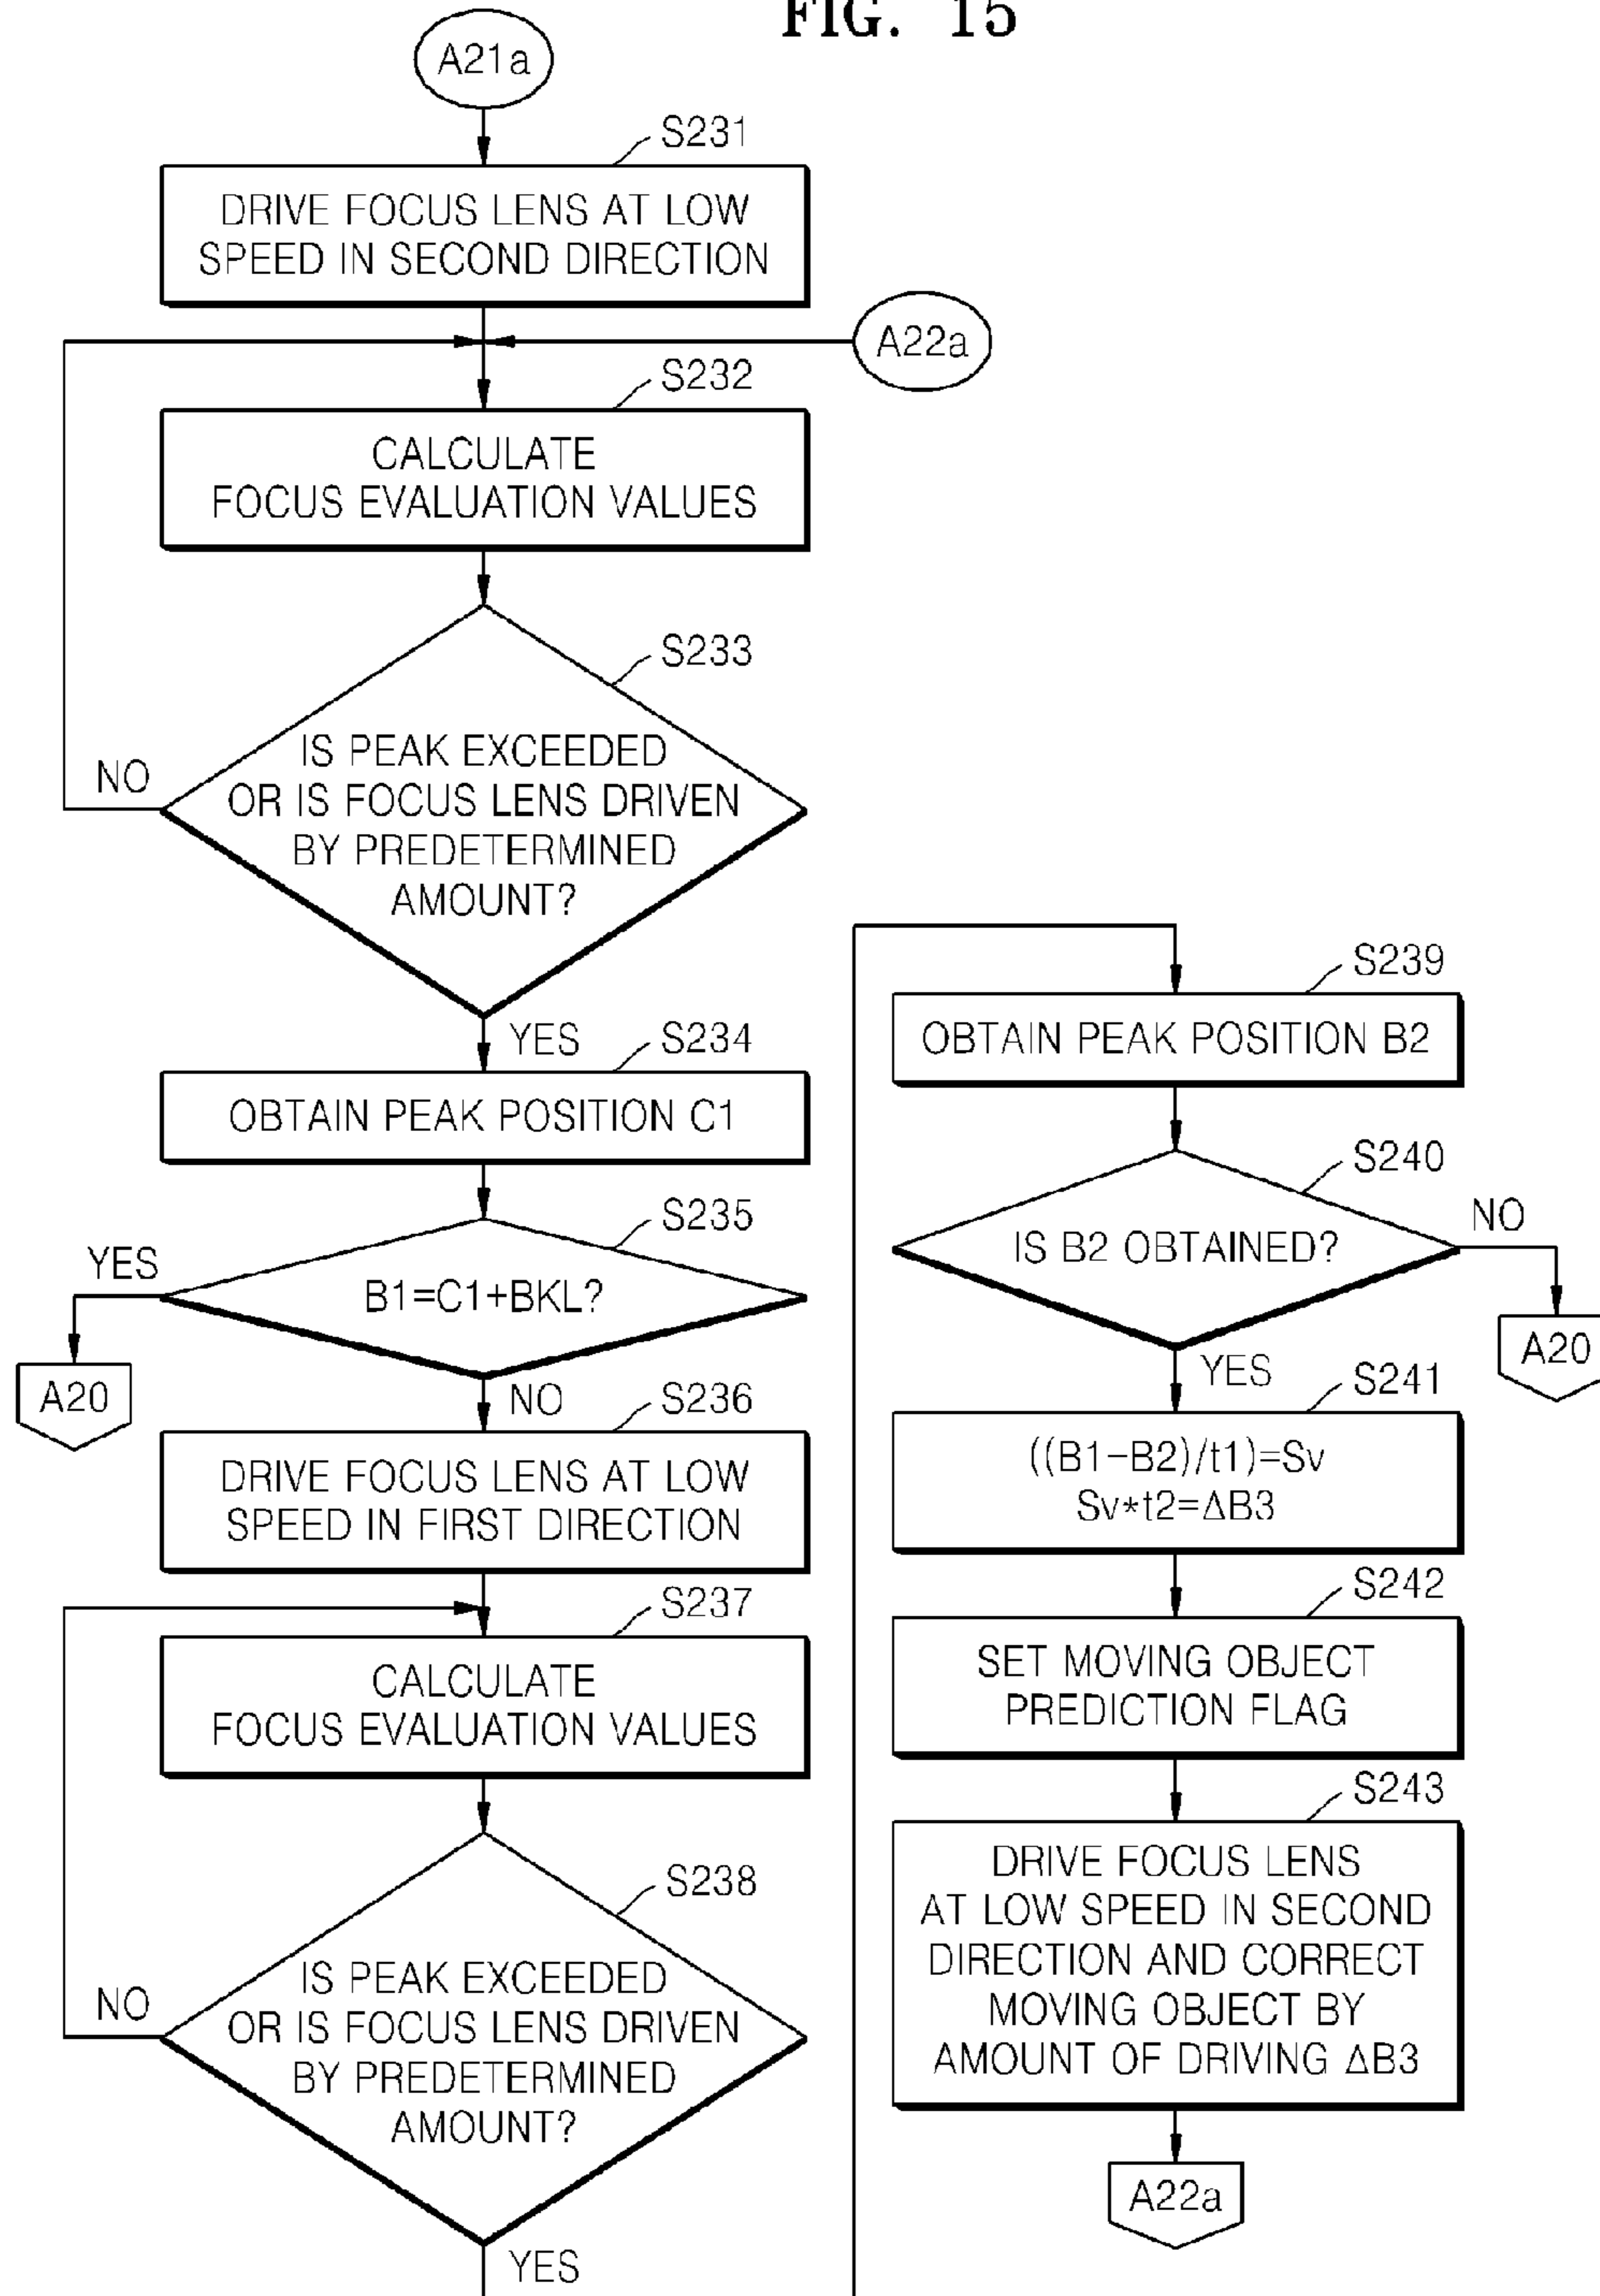 FIG. 15
A21a
S231
DRIVE FOCUS LENS AT LOW
SPEED IN SECOND DIRECTION
A22a
S232
CALCULATE
FOCUS EVALUATION VALUES
S233
IS PEAK EXCEEDED
OR IS FOCUS LENS DRIVEN
BY PREDETERMINED
AMOUNT?
NO
YES
S234
OBTAIN PEAK POSITION C1
S235
B1=C1+BKL?
YES
A20
NO
S236
DRIVE FOCUS LENS AT LOW
SPEED IN FIRST DIRECTION
S237
CALCULATE
FOCUS EVALUATION VALUES
S238
IS PEAK EXCEEDED
OR IS FOCUS LENS DRIVEN
BY PREDETERMINED
AMOUNT?
NO
YES
S239
OBTAIN PEAK POSITION B2
S240
IS B2 OBTAINED?
NO
A20
YES
S241
((B1-B2)/t1)=Sv
Sv*t2=ΔB3
S242
SET MOVING OBJECT
PREDICTION FLAG
S243
DRIVE FOCUS LENS
AT LOW SPEED IN SECOND
DIRECTION AND CORRECT
MOVING OBJECT BY
AMOUNT OF DRIVING ΔB3
A22a